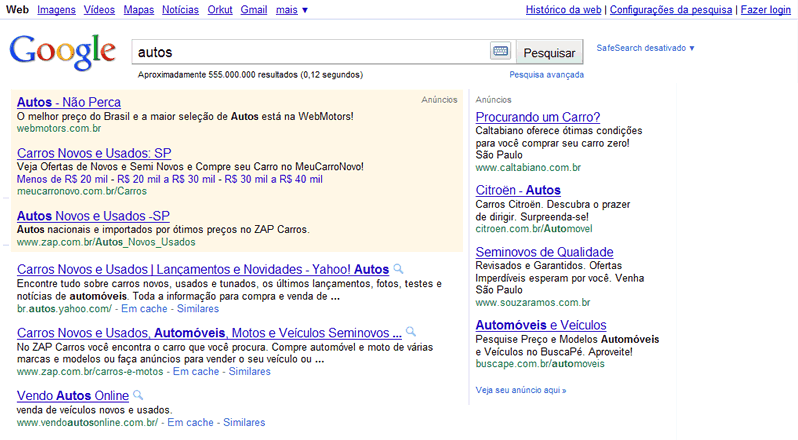 Web Imagens Vídeos Mapas Notícias Orkut Gmail mais ▼
Histórico da web | Configurações da pesquisa | Fazer login
Google
autos
Pesquisar
SafeSearch desativado ▼
Aproximadamente 555.000.000 resultados (0,12 segundos)
Pesquisa avançada
Anúncios
Autos - Não Perca
O melhor preço do Brasil e a maior seleção de Autos está na WebMotors!
webmotors.com.br
Carros Novos e Usados: SP
Veja Ofertas de Novos e Semi Novos e Compre seu Carro no MeuCarroNovo!
Menos de R$ 20 mil - R$ 20 mil a R$ 30 mil - R$ 30 mil a R$ 40 mil
meucarronovo.com.br/Carros
Autos Novos e Usados -SP
Autos nacionais e importados por ótimos preços no ZAP Carros.
www.zap.com.br/Autos_Novos_Usados
Carros Novos e Usados | Lançamentos e Novidades - Yahoo! Autos
Encontre tudo sobre carros novos, usados e tunados, os últimos lançamentos, fotos, testes e
notícias de automóveis. Toda a informação para compra e venda de ...
br.autos.yahoo.com/ - Em cache - Similares
Carros Novos e Usados, Automóveis, Motos e Veículos Seminovos ...
No ZAP Carros você encontra o carro que você procura. Compre automóvel e moto de várias
marcas e modelos ou faça anúncios para vender o seu veículo ou ...
www.zap.com.br/carros-e-motos - Em cache - Similares
Vendo Autos Online
venda de veículos novos e usados.
www.vendoautosonline.com.br/ - Em cache - Similares
Anúncios
Procurando um Carro?
Caltabiano oferece ótimas condições
para você comprar seu carro zero!
São Paulo
www.caltabiano.com.br
Citroën - Autos
Carros Citroën. Descubra o prazer
de dirigir. Surpreenda-se!
citroen.com.br/Automovel
Seminovos de Qualidade
Revisados e Garantidos. Ofertas
Imperdíveis esperam por você. Venha
São Paulo
www.souzaramos.com.br
Automóveis e Veículos
Pesquise Preço e Modelos Automóveis
e Veículos no BuscaPé. Aproveite!
buscape.com.br/automoveis
Veja seu anúncio aqui »